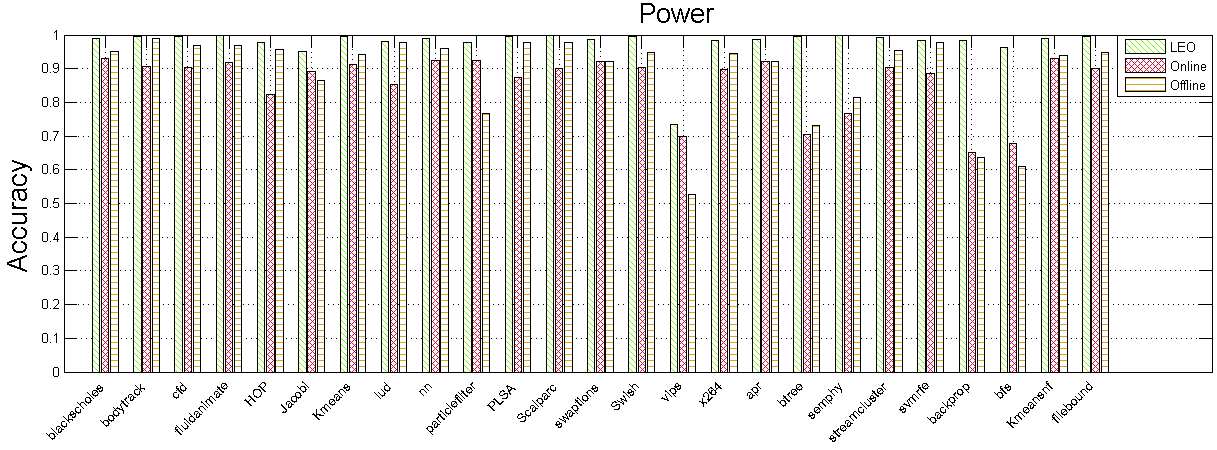 Power
Accuracy
1
0.9
0.8
0.7
0.6
0.5
0.4
0.3
0.2
0.1
0
LEO
Online
Offline
blackscholes
bodytrack
cfd
fluidanimate
HOP
Jacobi
Kmeans
lud
nn
particlefilter
PLSA
Scalparc
swaptions
Swish
vips
x264
apr
btree
semphy
streamcluster
svmrfe
backprop
bfs
Kmeansnf
filebound